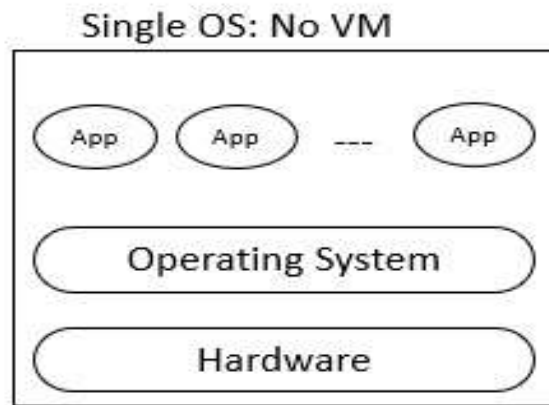 Single OS: No VM
App App --- App
Operating System
Hardware